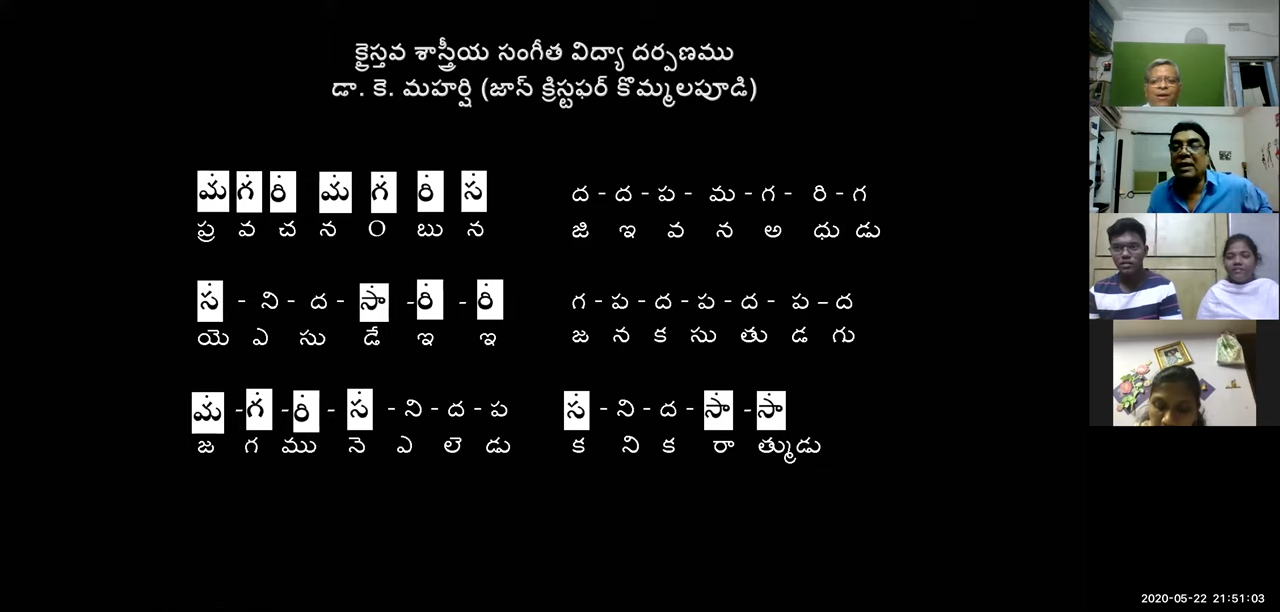 క్రైస్తవ శాస్త్రీయ సంగీత విద్యా దర్పణము
డా. కె. మహర్షి (జాస్ క్రిస్టఫర్ కొమ్మలపూడి)
మ̇ గ̇ రి̇ మ̇ గ̇ రి̇ స̇ ద - ద - ప - మ - గ - రి - గ
ప్ర వ చ న ం బు న జి ఇ వ న అ ధు డు
స̇ - ని - ద - సా̇ - రి̇ - రి̇ గ - ప - ద - ప - ద - ప – ద
యె ఎ సు డే ఇ ఇ జ న క సు తు డ గు
మ̇ - గ̇ - రి̇ - స̇ - ని - ద - ప స̇ - ని - ద - సా̇ - సా̇
జ గ ము నె ఎ లె డు క ని క రా త్ముడు
2020-05-22 21:51:03